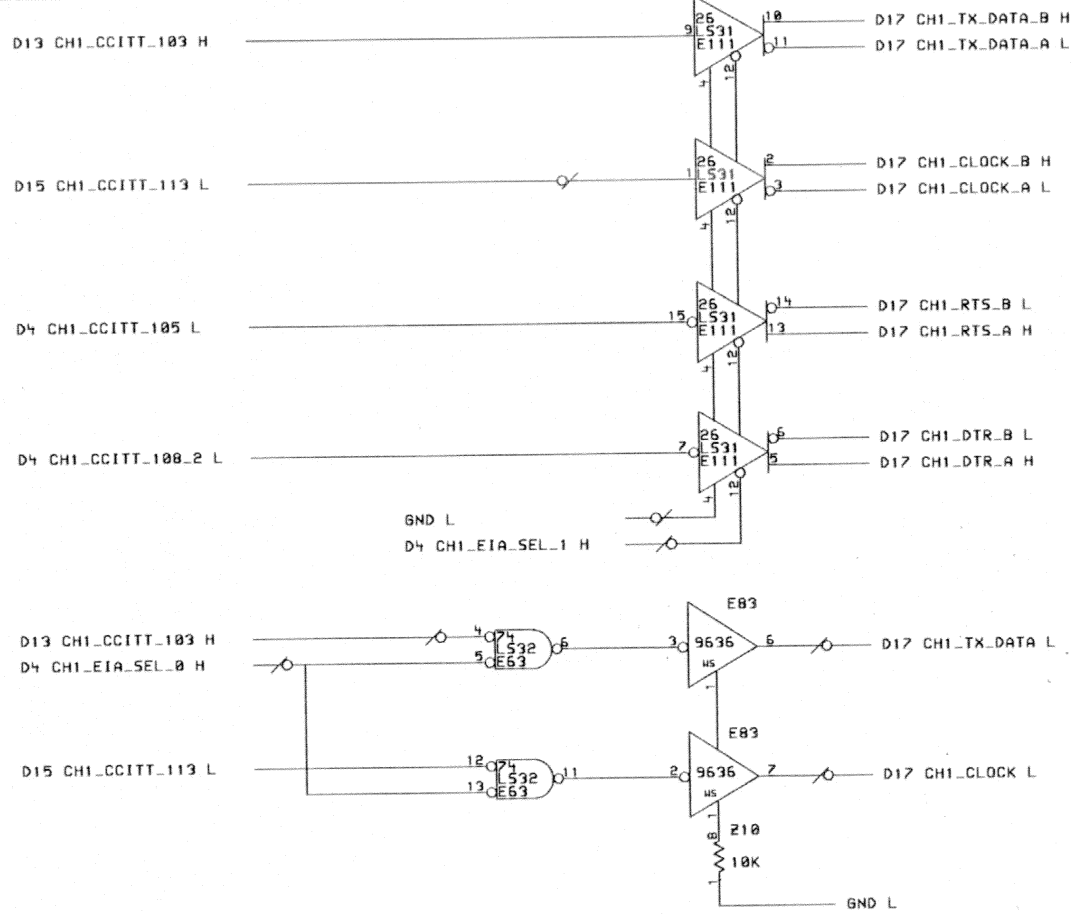 D13 CH1_CCITT_103 H
9
26
LS31
E111
10
11
12
4
D17 CH1_TX_DATA_B H
D17 CH1_TX_DATA_A L
D15 CH1_CCITT_113 L
1
26
LS31
E111
2
3
12
4
D17 CH1_CLOCK_B H
D17 CH1_CLOCK_A L
D4 CH1_CCITT_105 L
15
26
LS31
E111
14
13
12
4
D17 CH1_RTS_B L
D17 CH1_RTS_A H
D4 CH1_CCITT_108_2 L
7
26
LS31
E111
6
5
12
4
D17 CH1_DTR_B L
D17 CH1_DTR_A H
GND L
D4 CH1_EIA_SEL_1 H
D13 CH1_CCITT_103 H
D4 CH1_EIA_SEL_0 H
4
5
74
LS32
E63
6
E83
3
9636
WS
6
1
D17 CH1_TX_DATA L
D15 CH1_CCITT_113 L
12
13
74
LS32
E63
11
E83
2
9636
WS
7
1
D17 CH1_CLOCK L
8
Z10
10K
1
GND L